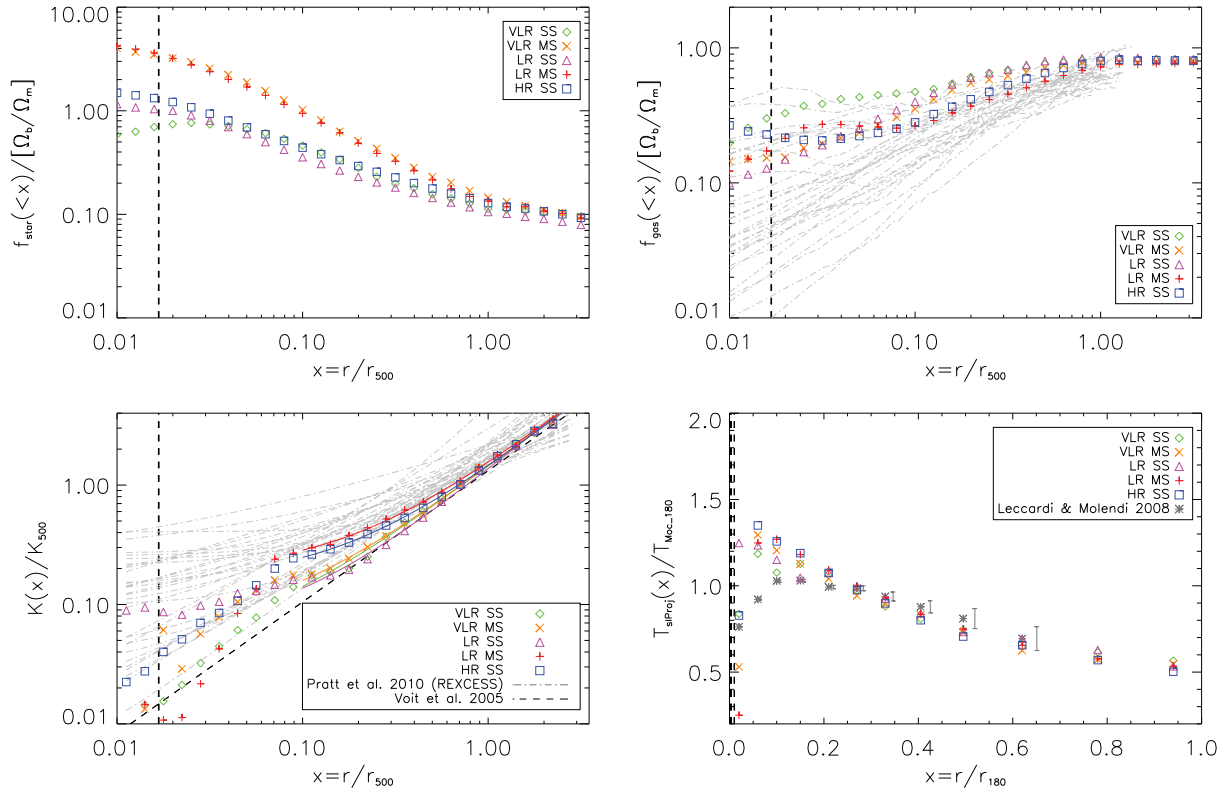 f_star(<x)/[Ω_b/Ω_m]
10.00
1.00
0.10
0.01
VLR SS
VLR MS
LR SS
LR MS
HR SS
0.01
0.10
1.00
x=r/r_500
f_gas(<x)/[Ω_b/Ω_m]
1.00
0.10
0.01
VLR SS
VLR MS
LR SS
LR MS
HR SS
0.01
0.10
1.00
x=r/r_500
K(x)/K_500
1.00
0.10
0.01
VLR SS
VLR MS
LR SS
LR MS
HR SS
Pratt et al. 2010 (REXCESS)
Voit et al. 2005
0.01
0.10
1.00
x=r/r_500
T_slProj(x)/T_Moc_180
2.0
1.5
1.0
0.5
VLR SS
VLR MS
LR SS
LR MS
HR SS
Leccardi & Molendi 2008
0.0
0.2
0.4
0.6
0.8
1.0
x=r/r_180